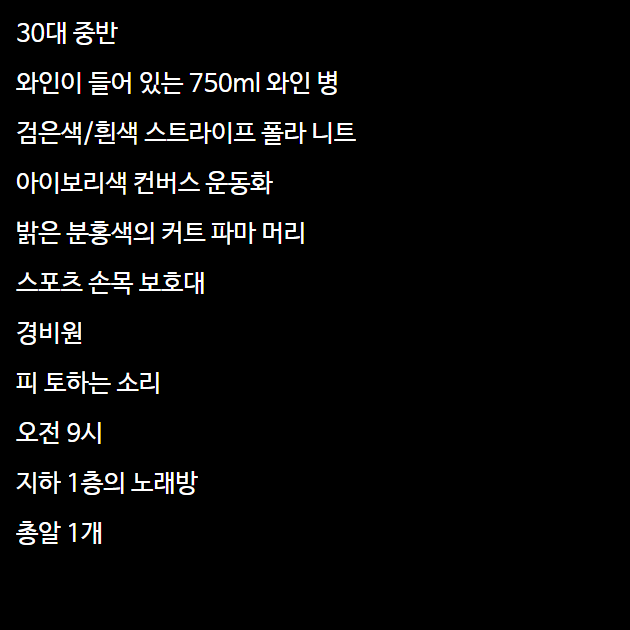 30대 중반
와인이 들어 있는 750ml 와인 병
검은색/흰색 스트라이프 폴라 니트
아이보리색 컨버스 운동화
밝은 분홍색의 커트 파마 머리
스포츠 손목 보호대
경비원
피 토하는 소리
오전 9시
지하 1층의 노래방
총알 1개